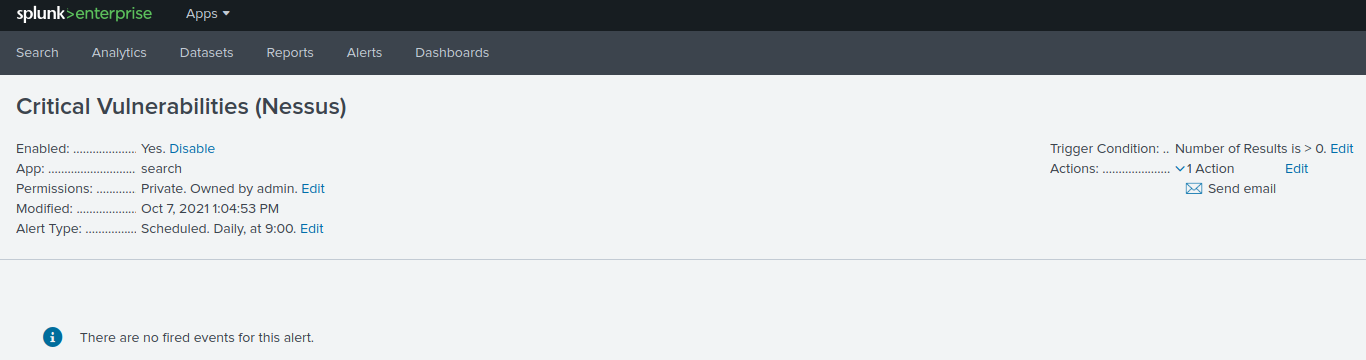 splunk>enterprise Apps
Search Analytics Datasets Reports Alerts Dashboards
Critical Vulnerabilities (Nessus)
Enabled: ................... Yes. Disable
App: ........................... search
Permissions: ............ Private. Owned by admin. Edit
Modified: .................. Oct 7, 2021 1:04:53 PM
Alert Type: ................ Scheduled. Daily, at 9:00. Edit
Trigger Condition: .. Number of Results is > 0. Edit
Actions: ..................... 1 Action Edit
Send email
There are no fired events for this alert.